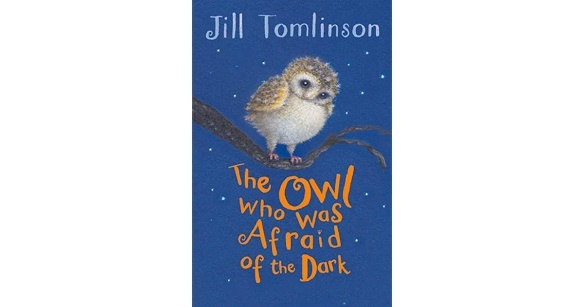 Jill Tomlinson
The Owl
who was
Afraid
of the Dark